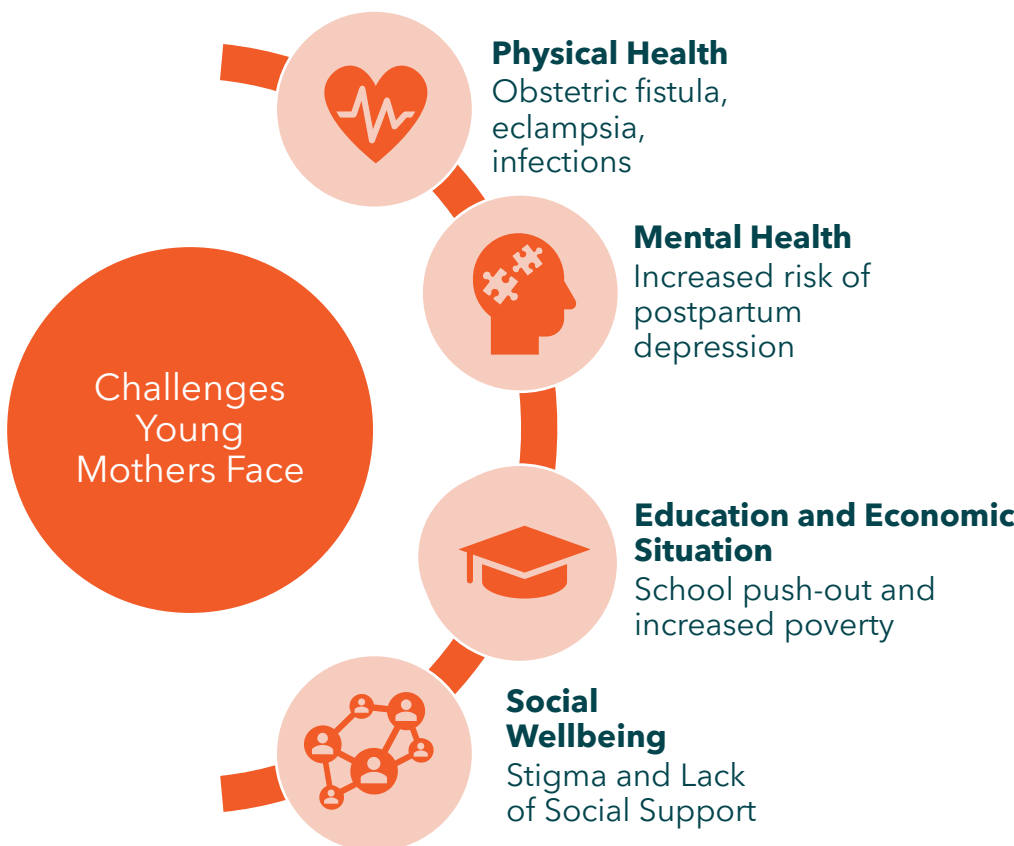 Challenges
Young
Mothers Face
Physical Health
Obstetric fistula,
eclampsia,
infections
Mental Health
Increased risk of
postpartum
depression
Education and Economic
Situation
School push-out and
increased poverty
Social
Wellbeing
Stigma and Lack
of Social Support